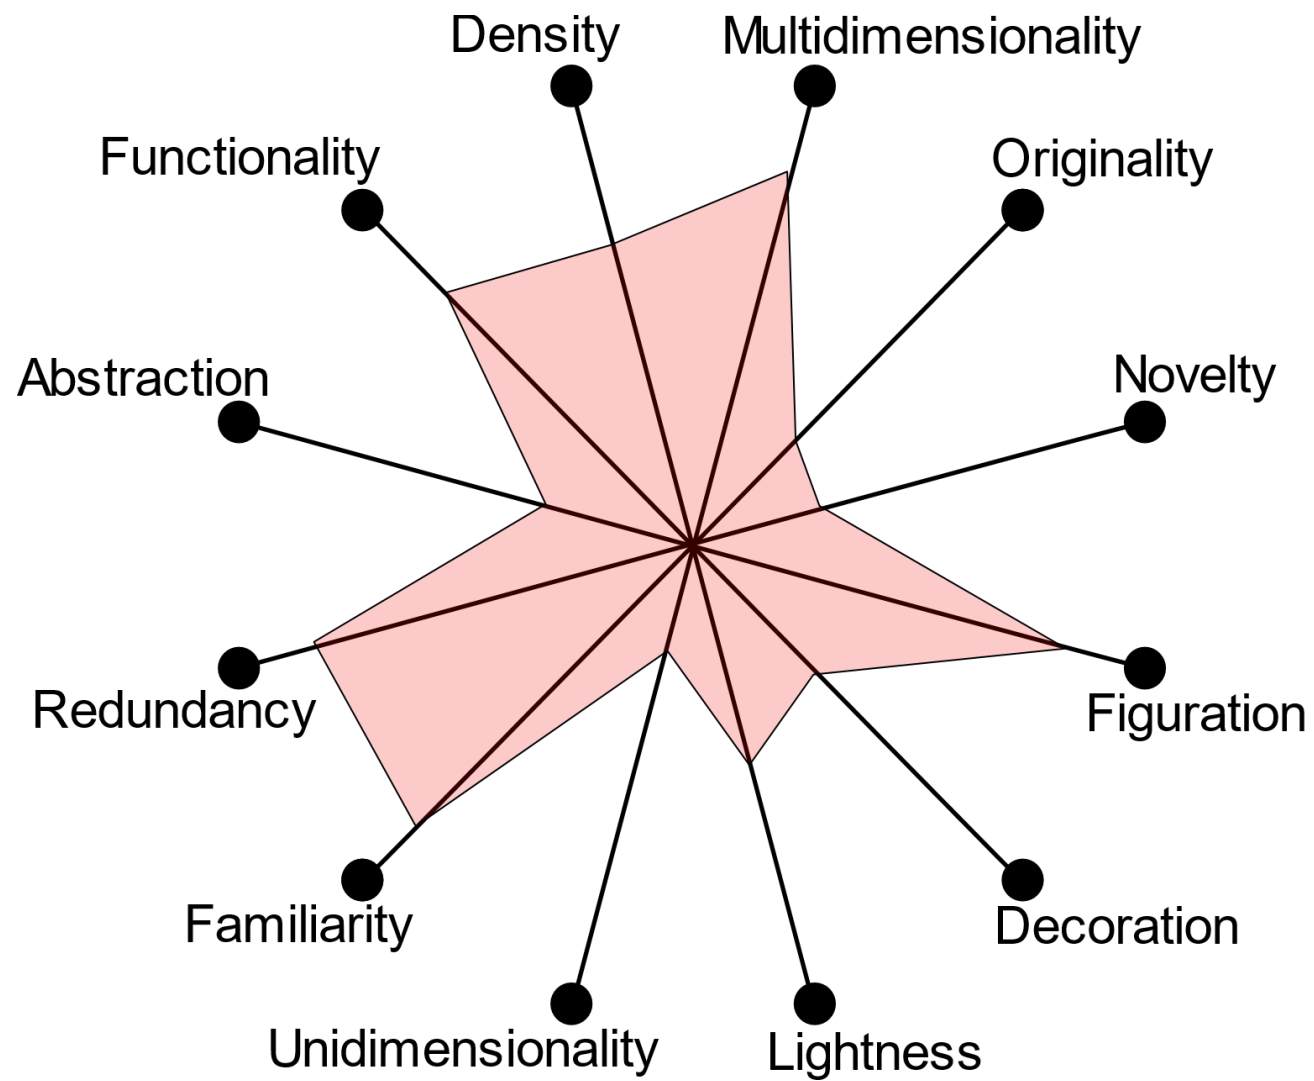 Density
Multidimensionality
Functionality
Originality
Abstraction
Novelty
Redundancy
Figuration
Familiarity
Decoration
Unidimensionality
Lightness